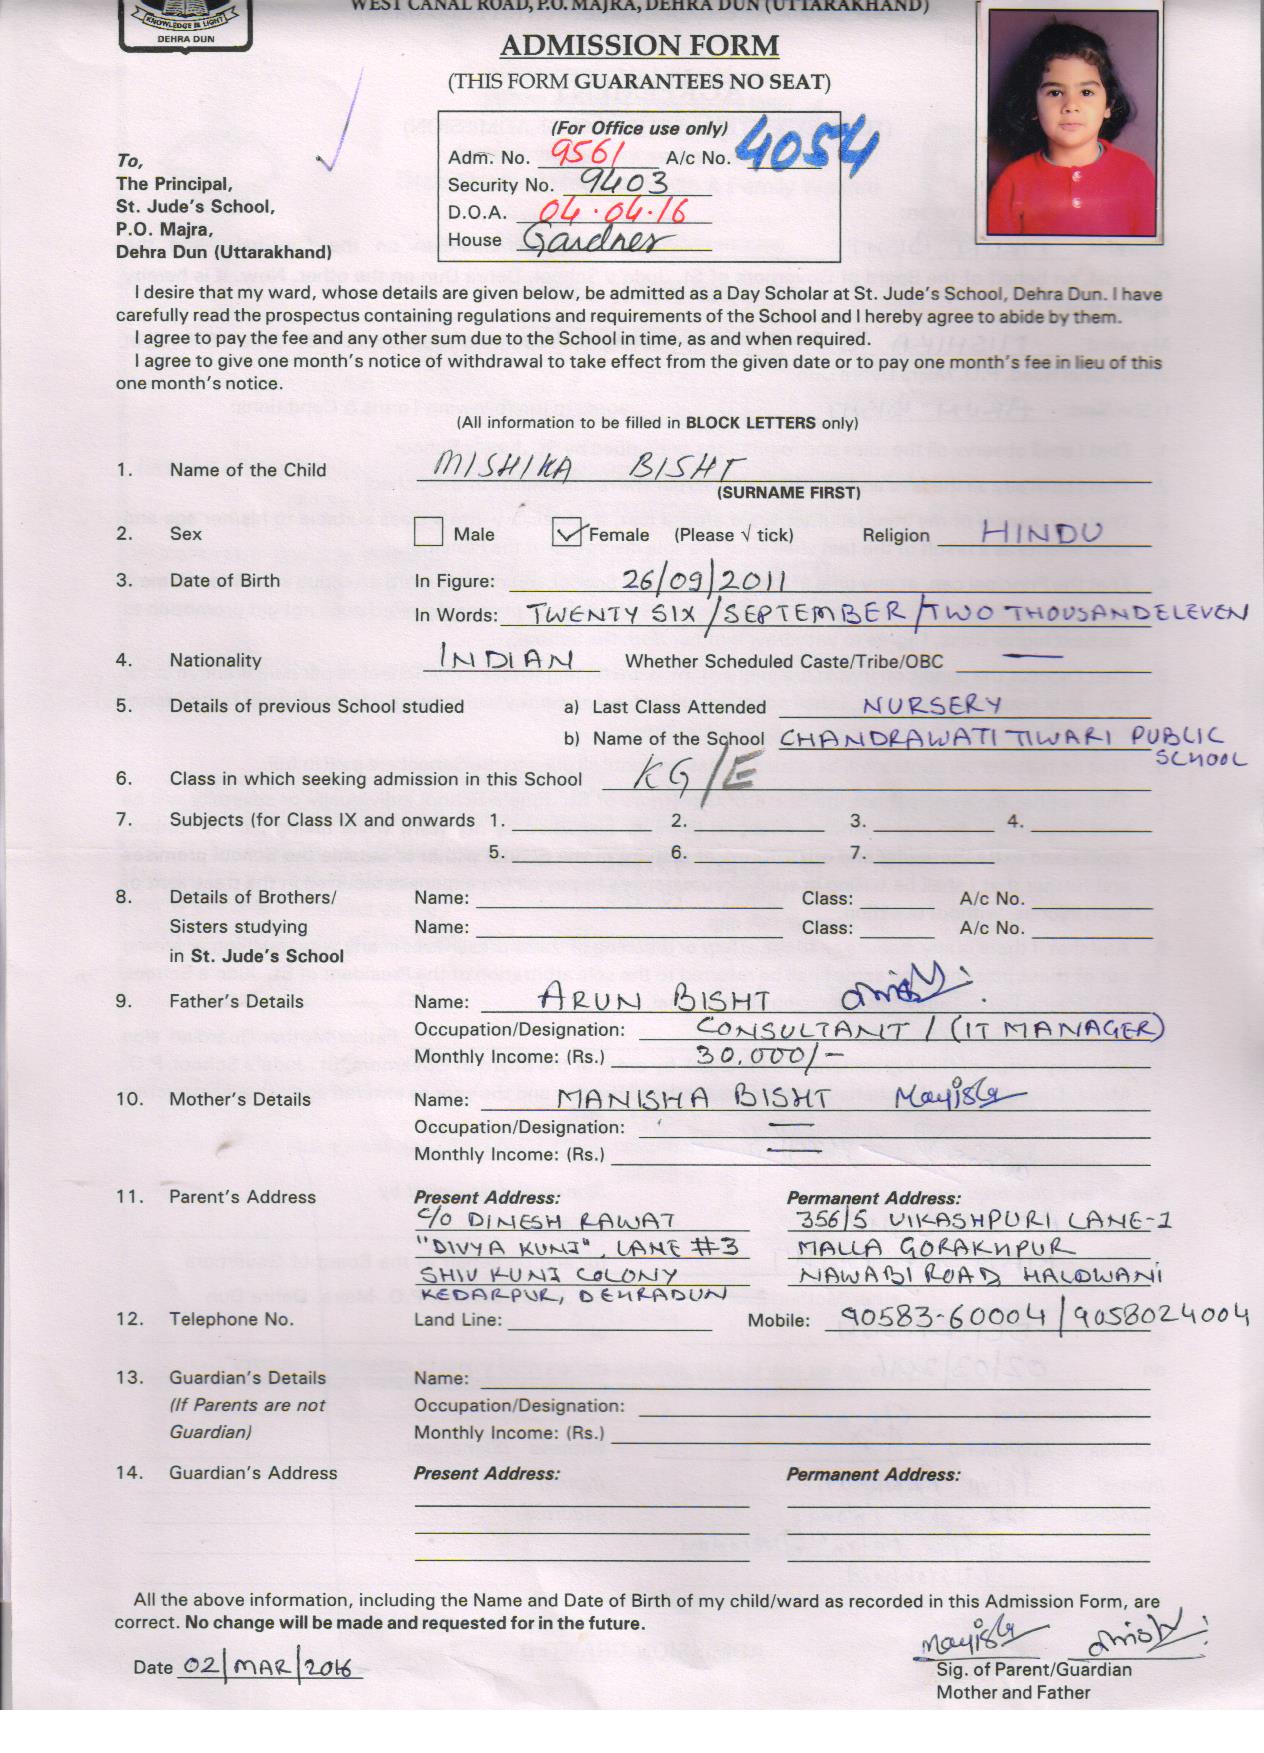 WEST CANAL ROAD, P.O. MAJRA, DEHRA DUN (UTTARAKHAND)
KNOWLEDGE IS LIGHT
DEHRA DUN
ADMISSION FORM
(THIS FORM GUARANTEES NO SEAT)
(For Office use only)
Adm. No. 9561 A/c No. 4054
Security No. 9403
D.O.A. 04.04.16
House Gardner
To,
The Principal,
St. Jude's School,
P.O. Majra,
Dehra Dun (Uttarakhand)
I desire that my ward, whose details are given below, be admitted as a Day Scholar at St. Jude's School, Dehra Dun. I have
carefully read the prospectus containing regulations and requirements of the School and I hereby agree to abide by them.
I agree to pay the fee and any other sum due to the School in time, as and when required.
I agree to give one month's notice of withdrawal to take effect from the given date or to pay one month's fee in lieu of this
one month's notice.
(All information to be filled in BLOCK LETTERS only)
1. Name of the Child MISHIKA BISHT
(SURNAME FIRST)
2. Sex Male Female (Please √ tick) Religion HINDU
3. Date of Birth In Figure: 26/09/2011
In Words: TWENTY SIX/SEPTEMBER/TWO THOUSANDELEVEN
4. Nationality INDIAN Whether Scheduled Caste/Tribe/OBC —
5. Details of previous School studied a) Last Class Attended NURSERY
b) Name of the School CHANDRAWATI TIWARI PUBLIC
SCHOOL
6. Class in which seeking admission in this School KG/E
7. Subjects (for Class IX and onwards 1. 2. 3. 4.
5. 6. 7.
8. Details of Brothers/ Name: Class: A/c No.
Sisters studying Name: Class: A/c No.
in St. Jude's School
9. Father's Details Name: ARUN BISHT
Occupation/Designation: CONSULTANT / (IT MANAGER)
Monthly Income: (Rs.) 30,000/-
10. Mother's Details Name: MANISHA BISHT
Occupation/Designation: —
Monthly Income: (Rs.) —
11. Parent's Address Present Address: Permanent Address:
C/O DINESH RAWAT 356/5 VIKASHPURI LANE-1
"DIVYA KUNJ", LANE #3 MALLA GORAKHPUR
SHIV KUNJ COLONY NAWABI ROAD HALDWANI
KEDARPUR, DEHRADUN
12. Telephone No. Land Line: Mobile: 90583-60004/9058024004
13. Guardian's Details Name:
(If Parents are not Occupation/Designation:
Guardian) Monthly Income: (Rs.)
14. Guardian's Address Present Address: Permanent Address:
All the above information, including the Name and Date of Birth of my child/ward as recorded in this Admission Form, are
correct. No change will be made and requested for in the future.
Date 02/MAR/2016
Sig. of Parent/Guardian
Mother and Father